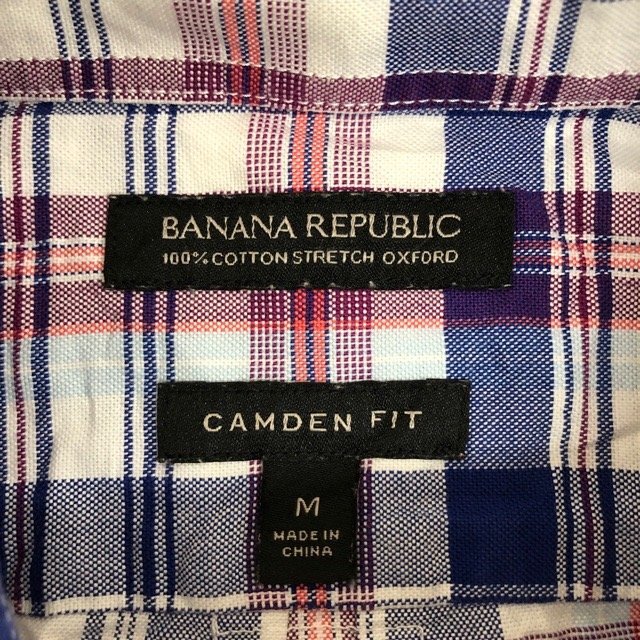 BANANA REPUBLIC
100% COTTON STRETCH OXFORD
CAMDEN FIT
M
MADE IN
CHINA